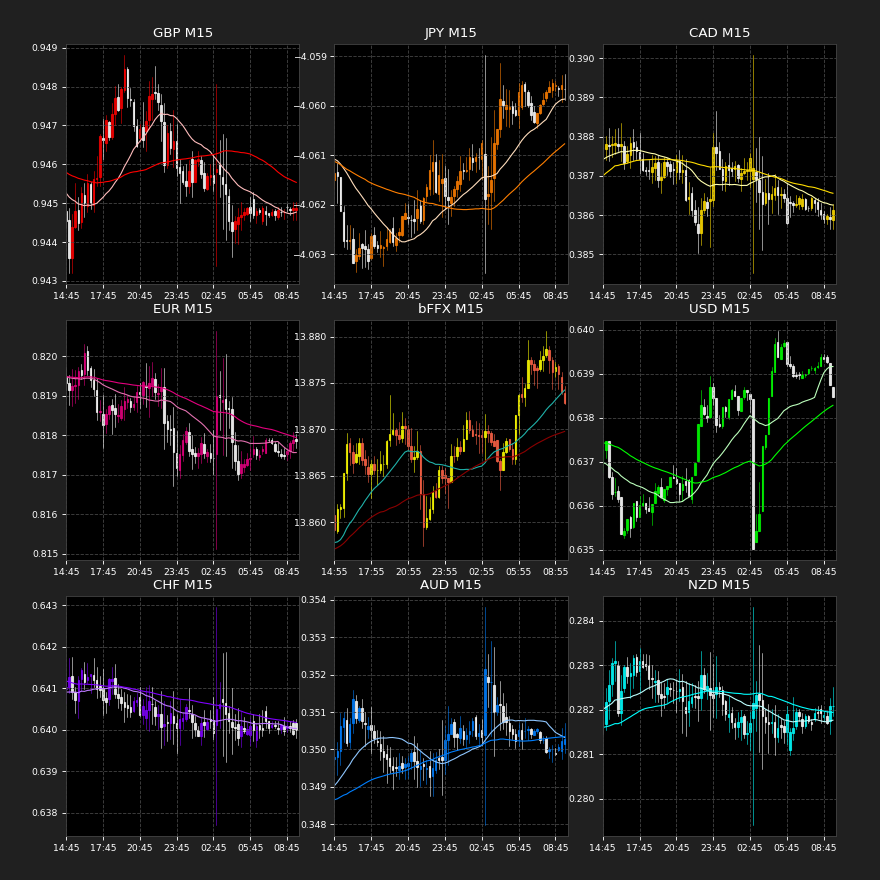 GBP M15
JPY M15
CAD M15
0.949
0.948
0.947
0.946
0.945
0.944
0.943
−4.059
−4.060
−4.061
−4.062
−4.063
0.390
0.389
0.388
0.387
0.386
0.385
14:45 17:45 20:45 23:45 02:45 05:45 08:45
14:45 17:45 20:45 23:45 02:45 05:45 08:45
14:45 17:45 20:45 23:45 02:45 05:45 08:45
EUR M15
bFFX M15
USD M15
0.820
0.819
0.818
0.817
0.816
0.815
13.880
13.875
13.870
13.865
13.860
0.640
0.639
0.638
0.637
0.636
0.635
14:45 17:45 20:45 23:45 02:45 05:45 08:45
14:55 17:55 20:55 23:55 02:55 05:55 08:55
14:45 17:45 20:45 23:45 02:45 05:45 08:45
CHF M15
AUD M15
NZD M15
0.643
0.642
0.641
0.640
0.639
0.638
0.354
0.353
0.352
0.351
0.350
0.349
0.348
0.284
0.283
0.282
0.281
0.280
14:45 17:45 20:45 23:45 02:45 05:45 08:45
14:45 17:45 20:45 23:45 02:45 05:45 08:45
14:45 17:45 20:45 23:45 02:45 05:45 08:45